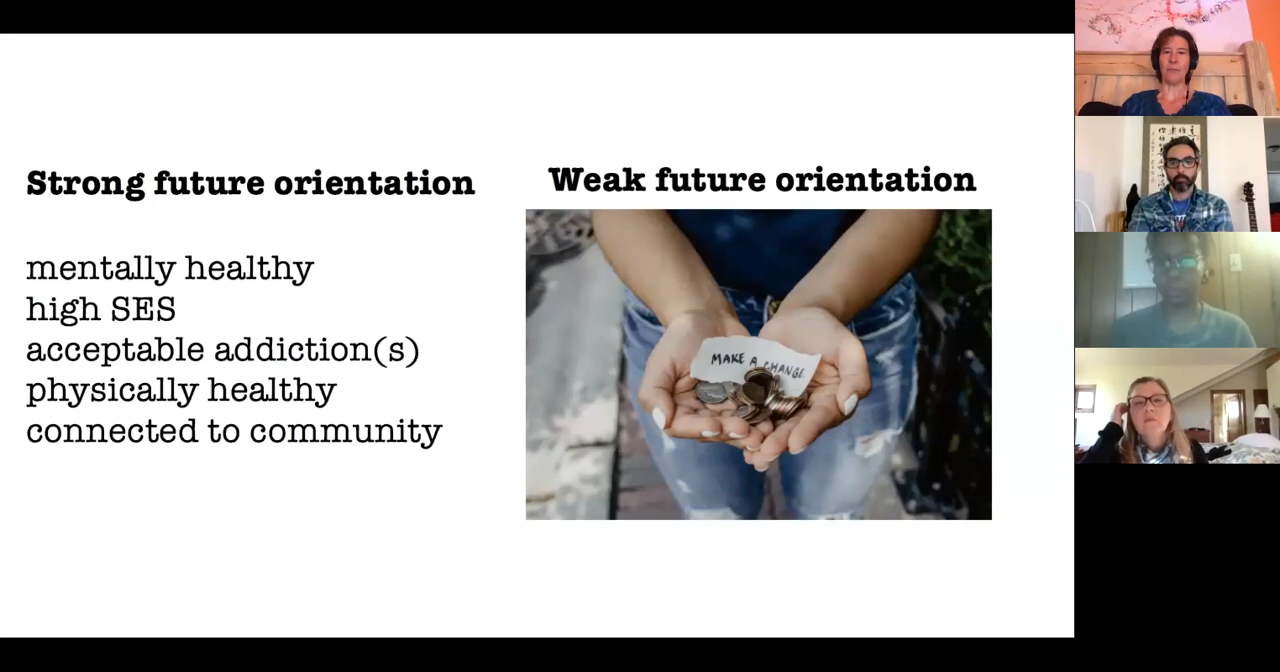 Strong future orientation
mentally healthy
high SES
acceptable addiction(s)
physically healthy
connected to community
Weak future orientation
MAKE A CHANGE